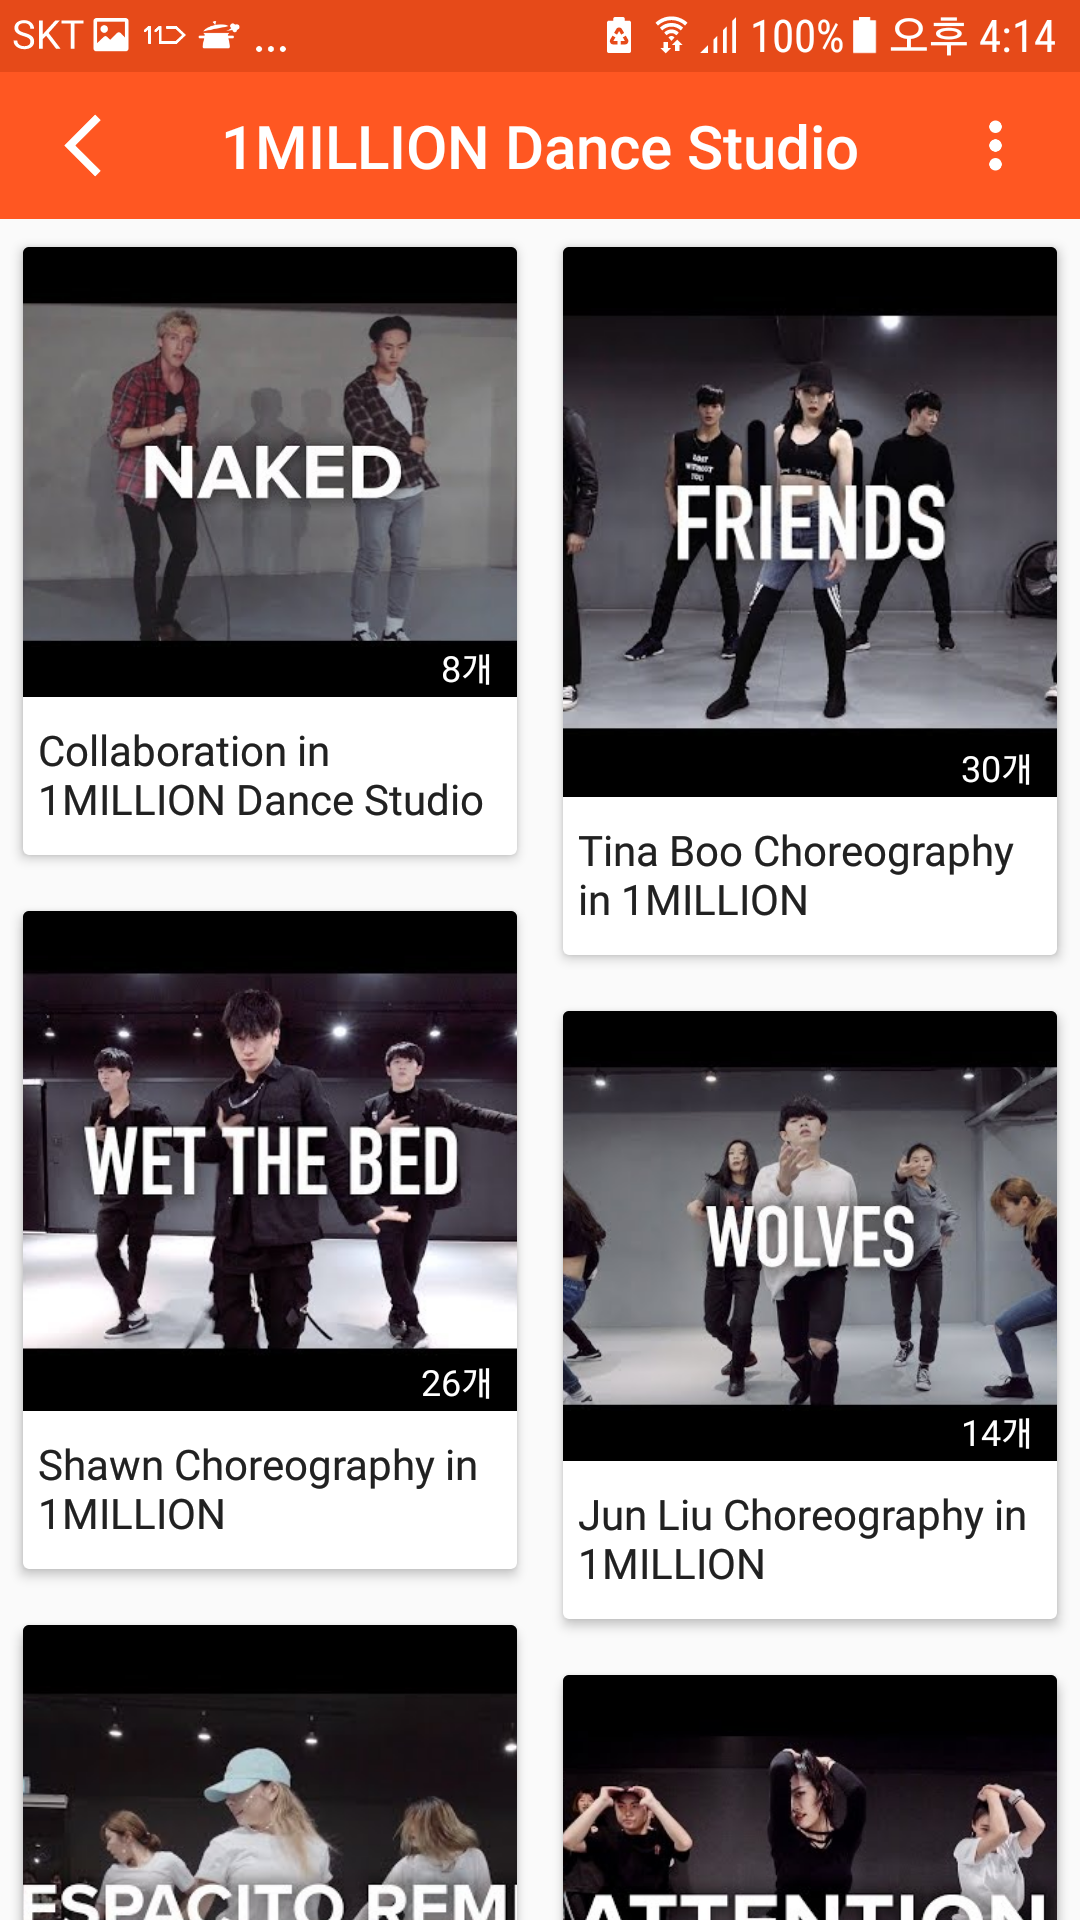 SKT 11 ... 100% 오후 4:14
1MILLION Dance Studio
NAKED
8개
Collaboration in
1MILLION Dance Studio
FRIENDS
30개
Tina Boo Choreography
in 1MILLION
WET THE BED
26개
Shawn Choreography in
1MILLION
WOLVES
14개
Jun Liu Choreography in
1MILLION
ESPACITO REMI
ATTENTION